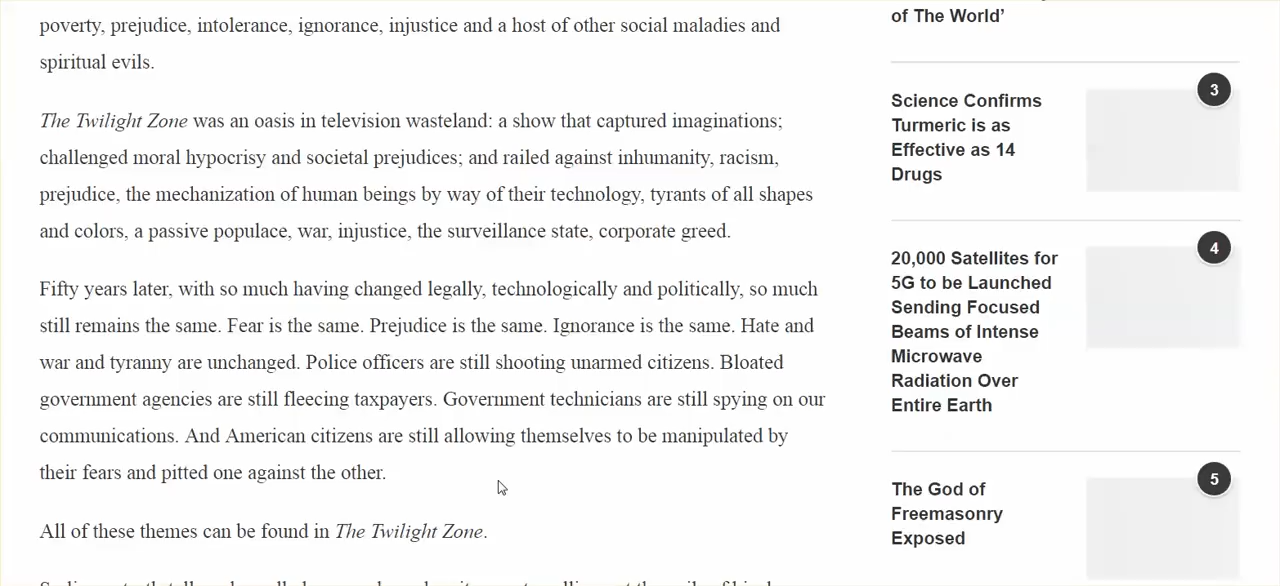 poverty, prejudice, intolerance, ignorance, injustice and a host of other social maladies and
spiritual evils.
The Twilight Zone was an oasis in television wasteland: a show that captured imaginations;
challenged moral hypocrisy and societal prejudices; and railed against inhumanity, racism,
prejudice, the mechanization of human beings by way of their technology, tyrants of all shapes
and colors, a passive populace, war, injustice, the surveillance state, corporate greed.
Fifty years later, with so much having changed legally, technologically and politically, so much
still remains the same. Fear is the same. Prejudice is the same. Ignorance is the same. Hate and
war and tyranny are unchanged. Police officers are still shooting unarmed citizens. Bloated
government agencies are still fleecing taxpayers. Government technicians are still spying on our
communications. And American citizens are still allowing themselves to be manipulated by
their fears and pitted one against the other.
All of these themes can be found in The Twilight Zone.
of The World’
3
Science Confirms
Turmeric is as
Effective as 14
Drugs
4
20,000 Satellites for
5G to be Launched
Sending Focused
Beams of Intense
Microwave
Radiation Over
Entire Earth
5
The God of
Freemasonry
Exposed